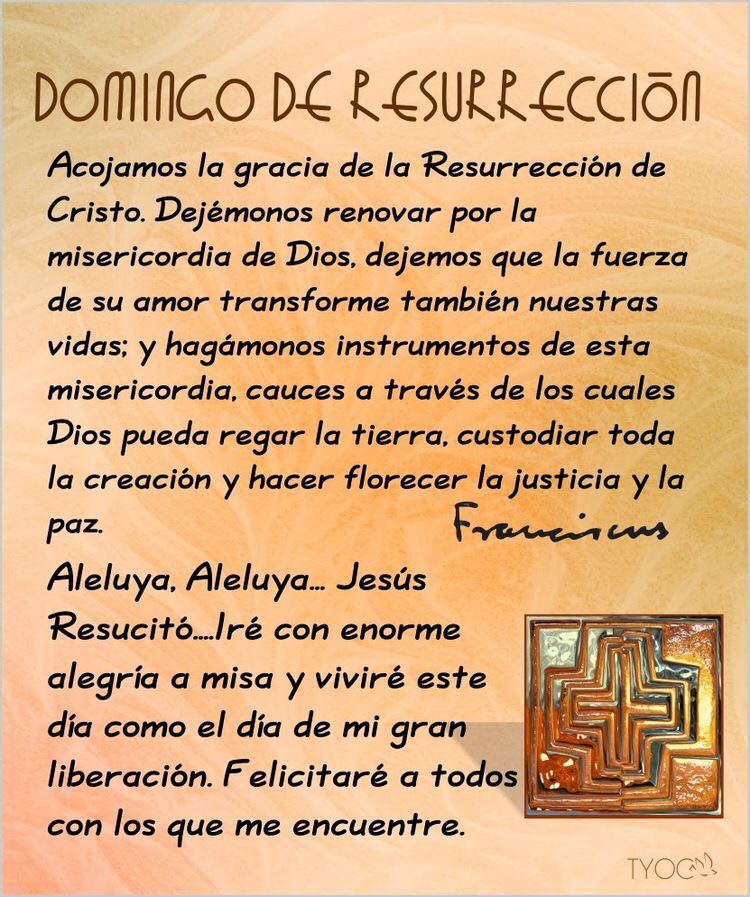 DOMINGO DE RESURRECCIÓN
Acojamos la gracia de la Resurrección de
Cristo. Dejémonos renovar por la
misericordia de Dios, dejemos que la fuerza
de su amor transforme también nuestras
vidas; y hagámonos instrumentos de esta
misericordia, cauces a través de los cuales
Dios pueda regar la tierra, custodiar toda
la creación y hacer florecer la justicia y la
paz.
Franciscus
Aleluya, Aleluya... Jesús
Resucitó....Iré con enorme
alegría a misa y viviré este
día como el día de mi gran
liberación. Felicitaré a todos
con los que me encuentre.
TYOC